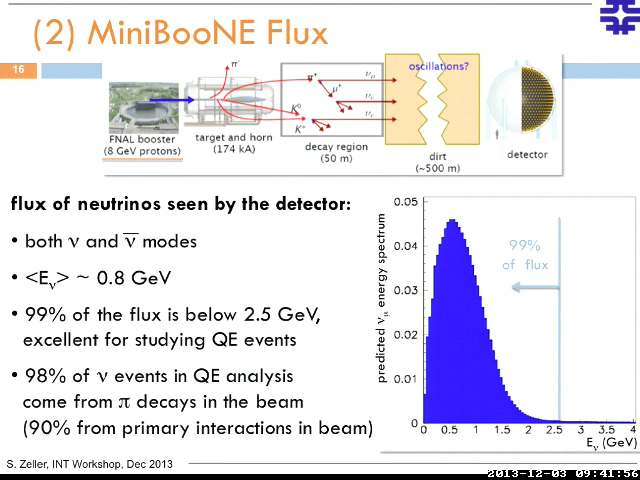 (2) MiniBooNE Flux
16
π⁻
π⁺
μ⁺
K⁰
K⁺
ν_μ
ν_e
ν_e
oscillations?
FNAL booster
(8 GeV protons)
target and horn
(174 kA)
decay region
(50 m)
dirt
(~500 m)
detector
flux of neutrinos seen by the detector:
• both ν and ν̅ modes
• <E_ν> ~ 0.8 GeV
• 99% of the flux is below 2.5 GeV,
excellent for studying QE events
• 98% of ν events in QE analysis
come from π decays in the beam
(90% from primary interactions in beam)
predicted ν_μ energy spectrum
0.05
0.04
0.03
0.02
0.01
0
99%
of flux
0 0.5 1 1.5 2 2.5 3 3.5 4
E_ν (GeV)
S. Zeller, INT Workshop, Dec 2013
2013-12-03 09:41:56